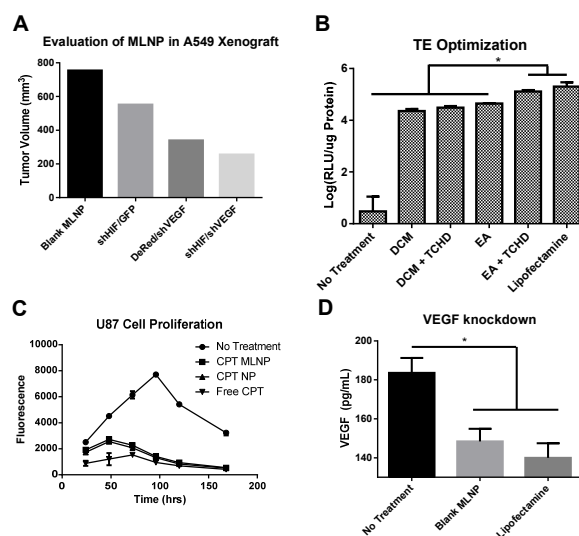 A
Evaluation of MLNP in A549 Xenograft
Tumor Volume (mm³)
800
600
400
200
0
Blank MLNP
shHIF/GFP
DeRed/shVEGF
shHIF/shVEGF
B
TE Optimization
*
Log(RLU/ug Protein)
6
4
2
0
No Treatment
DCM
DCM + TCHD
EA
EA + TCHD
Lipofectamine
C
U87 Cell Proliferation
Fluorescence
10000
8000
6000
4000
2000
0
No Treatment
CPT MLNP
CPT NP
Free CPT
0
50
100
150
200
Time (hrs)
D
VEGF knockdown
*
VEGF (pg/mL)
200
180
160
140
No Treatment
Blank MLNP
Lipofectamine